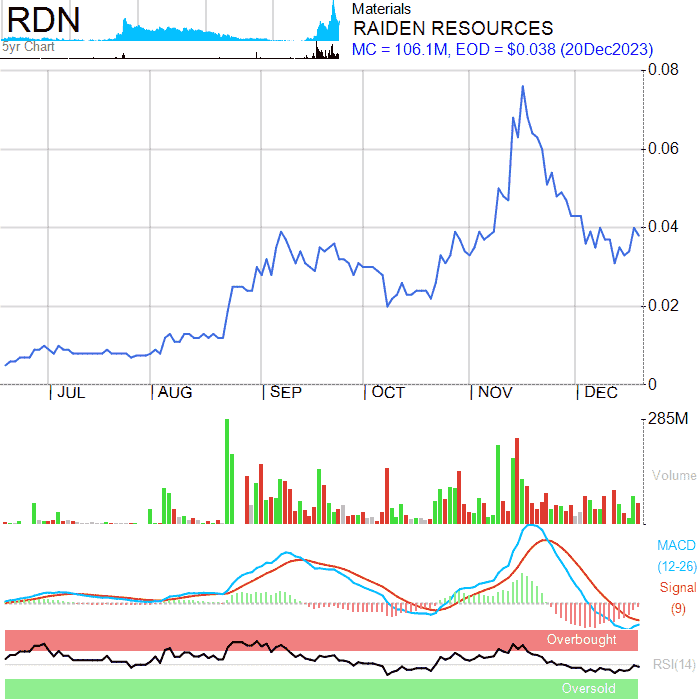 RDN
5yr Chart
Materials
RAIDEN RESOURCES
MC = 106.1M, EOD = $0.038 (20Dec2023)
0.08
0.06
0.04
0.02
0
JUL AUG SEP OCT NOV DEC
285M
Volume
MACD
(12-26)
Signal
(9)
Overbought
RSI(14)
Oversold